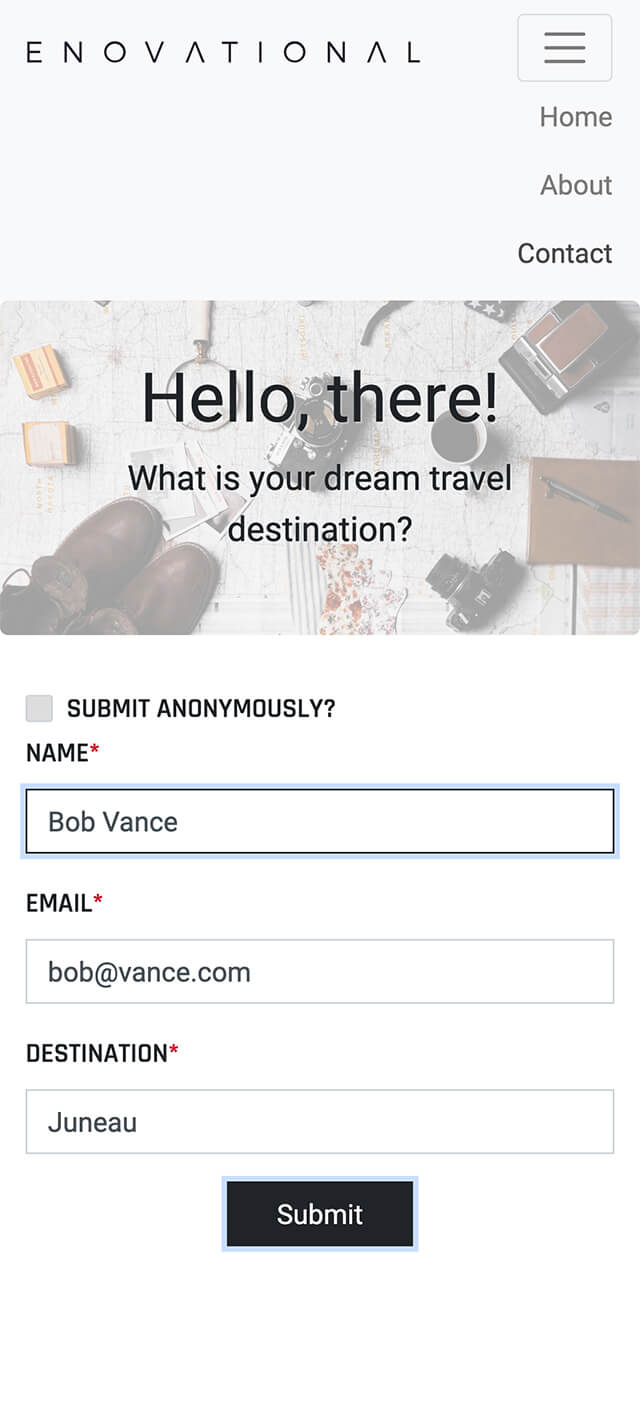 ENOVATIONAL
Home
About
Contact
Hello, there!
What is your dream travel
destination?
SUBMIT ANONYMOUSLY?
NAME*
Bob Vance
EMAIL*
bob@vance.com
DESTINATION*
Juneau
Submit